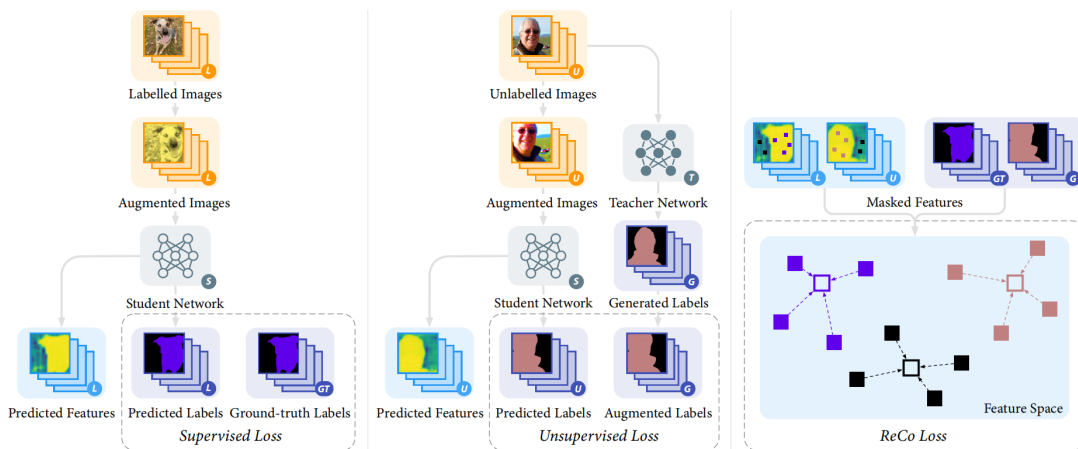 L
Labelled Images
L
Augmented Images
S
Student Network
L
Predicted Features
L
Predicted Labels
GT
Ground-truth Labels
Supervised Loss
U
Unlabelled Images
U
Augmented Images
T
Teacher Network
S
Student Network
G
Generated Labels
U
Predicted Features
U
Predicted Labels
G
Augmented Labels
Unsupervised Loss
L
U
GT
G
Masked Features
Feature Space
ReCo Loss